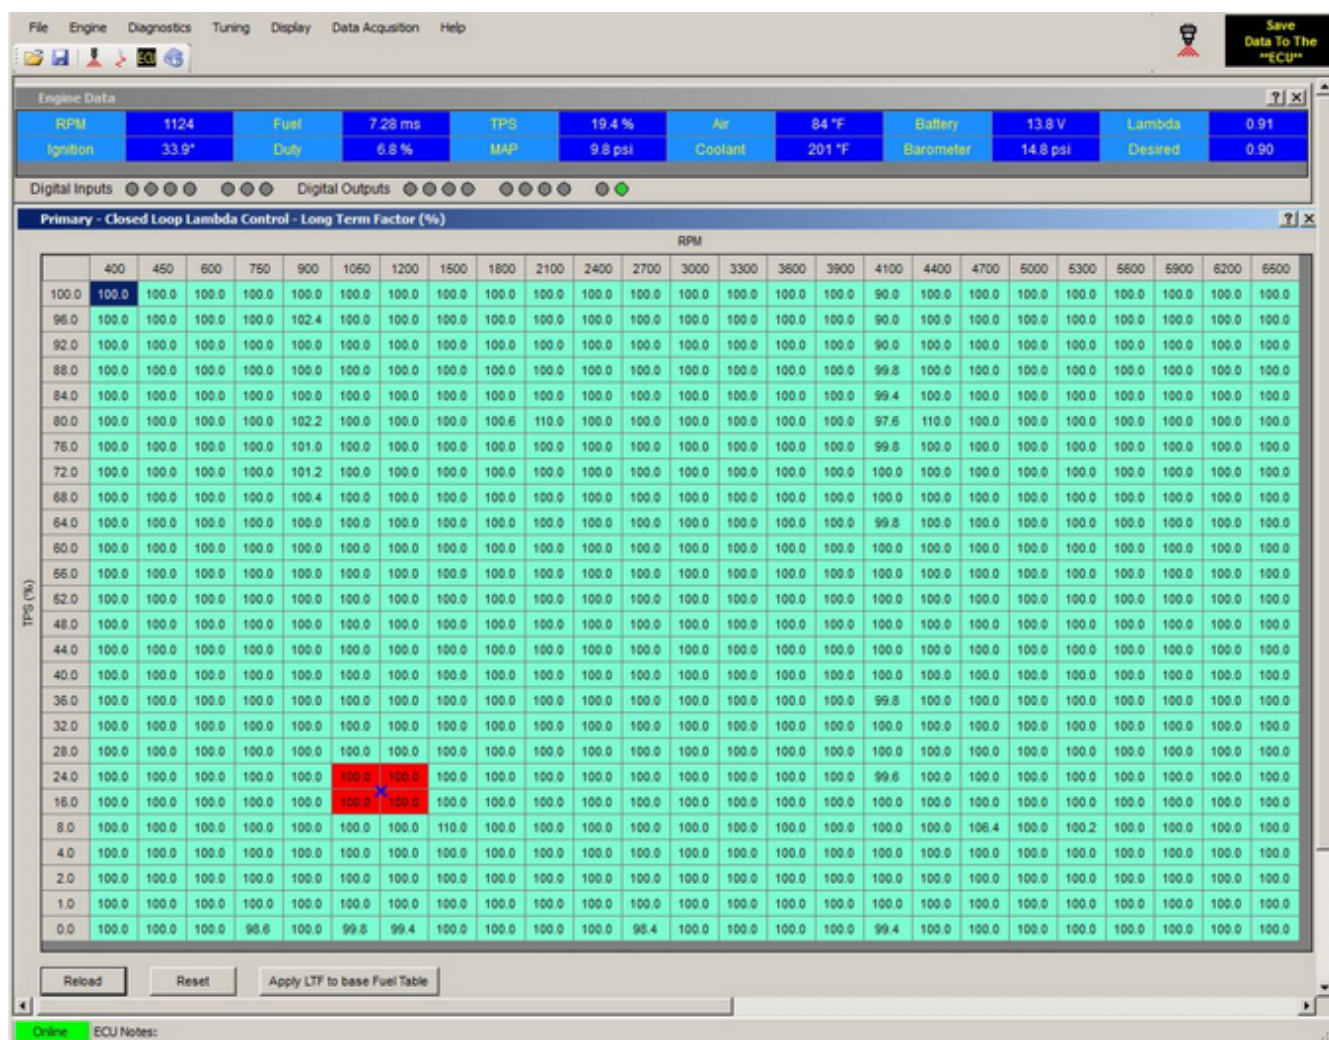 File Engine Diagnostics Tuning Display Data Acqusition Help
Save
Data To The
**ECU**
ECU
Engine Data
RPM 1124 Fuel 7.28 ms TPS 19.4 % Air 84 °F Battery 13.8 V Lambda 0.91
Ignition 33.9° Duty 6.8 % MAP 9.8 psi Coolant 201 °F Barometer 14.8 psi Desired 0.90
Digital Inputs Digital Outputs
Primary - Closed Loop Lambda Control - Long Term Factor (%)
RPM
400 450 600 750 900 1050 1200 1500 1800 2100 2400 2700 3000 3300 3600 3900 4100 4400 4700 5000 5300 5600 5900 6200 6500
100.0 100.0 100.0 100.0 100.0 100.0 100.0 100.0 100.0 100.0 100.0 100.0 100.0 100.0 100.0 100.0 100.0 90.0 100.0 100.0 100.0 100.0 100.0 100.0 100.0 100.0
96.0 100.0 100.0 100.0 100.0 102.4 100.0 100.0 100.0 100.0 100.0 100.0 100.0 100.0 100.0 100.0 100.0 90.0 100.0 100.0 100.0 100.0 100.0 100.0 100.0 100.0
92.0 100.0 100.0 100.0 100.0 100.0 100.0 100.0 100.0 100.0 100.0 100.0 100.0 100.0 100.0 100.0 100.0 90.0 100.0 100.0 100.0 100.0 100.0 100.0 100.0 100.0
88.0 100.0 100.0 100.0 100.0 100.0 100.0 100.0 100.0 100.0 100.0 100.0 100.0 100.0 100.0 100.0 100.0 99.8 100.0 100.0 100.0 100.0 100.0 100.0 100.0 100.0
84.0 100.0 100.0 100.0 100.0 100.0 100.0 100.0 100.0 100.0 100.0 100.0 100.0 100.0 100.0 100.0 100.0 99.4 100.0 100.0 100.0 100.0 100.0 100.0 100.0 100.0
80.0 100.0 100.0 100.0 100.0 102.2 100.0 100.0 100.0 100.6 110.0 100.0 100.0 100.0 100.0 100.0 100.0 97.6 110.0 100.0 100.0 100.0 100.0 100.0 100.0 100.0
76.0 100.0 100.0 100.0 100.0 101.0 100.0 100.0 100.0 100.0 100.0 100.0 100.0 100.0 100.0 100.0 100.0 99.8 100.0 100.0 100.0 100.0 100.0 100.0 100.0 100.0
72.0 100.0 100.0 100.0 100.0 101.2 100.0 100.0 100.0 100.0 100.0 100.0 100.0 100.0 100.0 100.0 100.0 100.0 100.0 100.0 100.0 100.0 100.0 100.0 100.0 100.0
68.0 100.0 100.0 100.0 100.0 100.4 100.0 100.0 100.0 100.0 100.0 100.0 100.0 100.0 100.0 100.0 100.0 100.0 100.0 100.0 100.0 100.0 100.0 100.0 100.0 100.0
64.0 100.0 100.0 100.0 100.0 100.0 100.0 100.0 100.0 100.0 100.0 100.0 100.0 100.0 100.0 100.0 100.0 99.8 100.0 100.0 100.0 100.0 100.0 100.0 100.0 100.0
60.0 100.0 100.0 100.0 100.0 100.0 100.0 100.0 100.0 100.0 100.0 100.0 100.0 100.0 100.0 100.0 100.0 100.0 100.0 100.0 100.0 100.0 100.0 100.0 100.0 100.0
56.0 100.0 100.0 100.0 100.0 100.0 100.0 100.0 100.0 100.0 100.0 100.0 100.0 100.0 100.0 100.0 100.0 100.0 100.0 100.0 100.0 100.0 100.0 100.0 100.0 100.0
TPS (%)
52.0 100.0 100.0 100.0 100.0 100.0 100.0 100.0 100.0 100.0 100.0 100.0 100.0 100.0 100.0 100.0 100.0 100.0 100.0 100.0 100.0 100.0 100.0 100.0 100.0 100.0
48.0 100.0 100.0 100.0 100.0 100.0 100.0 100.0 100.0 100.0 100.0 100.0 100.0 100.0 100.0 100.0 100.0 100.0 100.0 100.0 100.0 100.0 100.0 100.0 100.0 100.0
44.0 100.0 100.0 100.0 100.0 100.0 100.0 100.0 100.0 100.0 100.0 100.0 100.0 100.0 100.0 100.0 100.0 100.0 100.0 100.0 100.0 100.0 100.0 100.0 100.0 100.0
40.0 100.0 100.0 100.0 100.0 100.0 100.0 100.0 100.0 100.0 100.0 100.0 100.0 100.0 100.0 100.0 100.0 100.0 100.0 100.0 100.0 100.0 100.0 100.0 100.0 100.0
36.0 100.0 100.0 100.0 100.0 100.0 100.0 100.0 100.0 100.0 100.0 100.0 100.0 100.0 100.0 100.0 100.0 99.8 100.0 100.0 100.0 100.0 100.0 100.0 100.0 100.0
32.0 100.0 100.0 100.0 100.0 100.0 100.0 100.0 100.0 100.0 100.0 100.0 100.0 100.0 100.0 100.0 100.0 100.0 100.0 100.0 100.0 100.0 100.0 100.0 100.0 100.0
28.0 100.0 100.0 100.0 100.0 100.0 100.0 100.0 100.0 100.0 100.0 100.0 100.0 100.0 100.0 100.0 100.0 100.0 100.0 100.0 100.0 100.0 100.0 100.0 100.0 100.0
24.0 100.0 100.0 100.0 100.0 100.0 100.0 100.0 100.0 100.0 100.0 100.0 100.0 100.0 100.0 100.0 100.0 99.6 100.0 100.0 100.0 100.0 100.0 100.0 100.0 100.0
16.0 100.0 100.0 100.0 100.0 100.0 100.0 100.0 100.0 100.0 100.0 100.0 100.0 100.0 100.0 100.0 100.0 100.0 100.0 100.0 100.0 100.0 100.0 100.0 100.0 100.0
8.0 100.0 100.0 100.0 100.0 100.0 100.0 100.0 110.0 100.0 100.0 100.0 100.0 100.0 100.0 100.0 100.0 100.0 100.0 106.4 100.0 100.2 100.0 100.0 100.0 100.0
4.0 100.0 100.0 100.0 100.0 100.0 100.0 100.0 100.0 100.0 100.0 100.0 100.0 100.0 100.0 100.0 100.0 100.0 100.0 100.0 100.0 100.0 100.0 100.0 100.0 100.0
2.0 100.0 100.0 100.0 100.0 100.0 100.0 100.0 100.0 100.0 100.0 100.0 100.0 100.0 100.0 100.0 100.0 100.0 100.0 100.0 100.0 100.0 100.0 100.0 100.0 100.0
1.0 100.0 100.0 100.0 100.0 100.0 100.0 100.0 100.0 100.0 100.0 100.0 100.0 100.0 100.0 100.0 100.0 100.0 100.0 100.0 100.0 100.0 100.0 100.0 100.0 100.0
0.0 100.0 100.0 100.0 98.6 100.0 99.8 99.4 100.0 100.0 100.0 100.0 98.4 100.0 100.0 100.0 100.0 99.4 100.0 100.0 100.0 100.0 100.0 100.0 100.0 100.0
Reload Reset Apply LTF to base Fuel Table
Online ECU Notes: